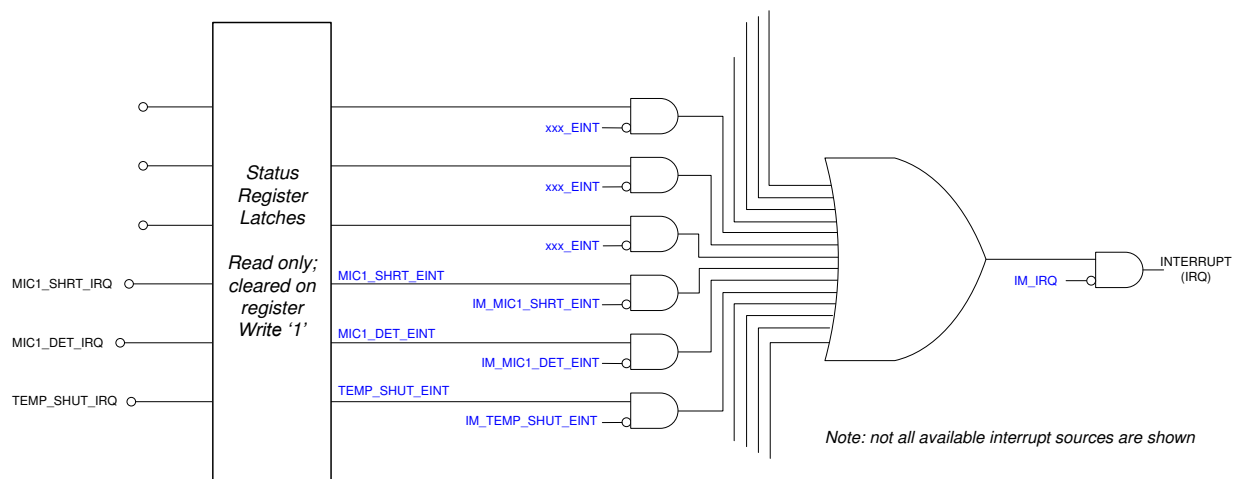 Status
Register
Latches
Read only;
cleared on
register
Write ‘1’
xxx_EINT
xxx_EINT
xxx_EINT
MIC1_SHRT_IRQ
MIC1_SHRT_EINT
IM_MIC1_SHRT_EINT
MIC1_DET_IRQ
MIC1_DET_EINT
IM_MIC1_DET_EINT
TEMP_SHUT_IRQ
TEMP_SHUT_EINT
IM_TEMP_SHUT_EINT
IM_IRQ
INTERRUPT
(IRQ)
Note: not all available interrupt sources are shown